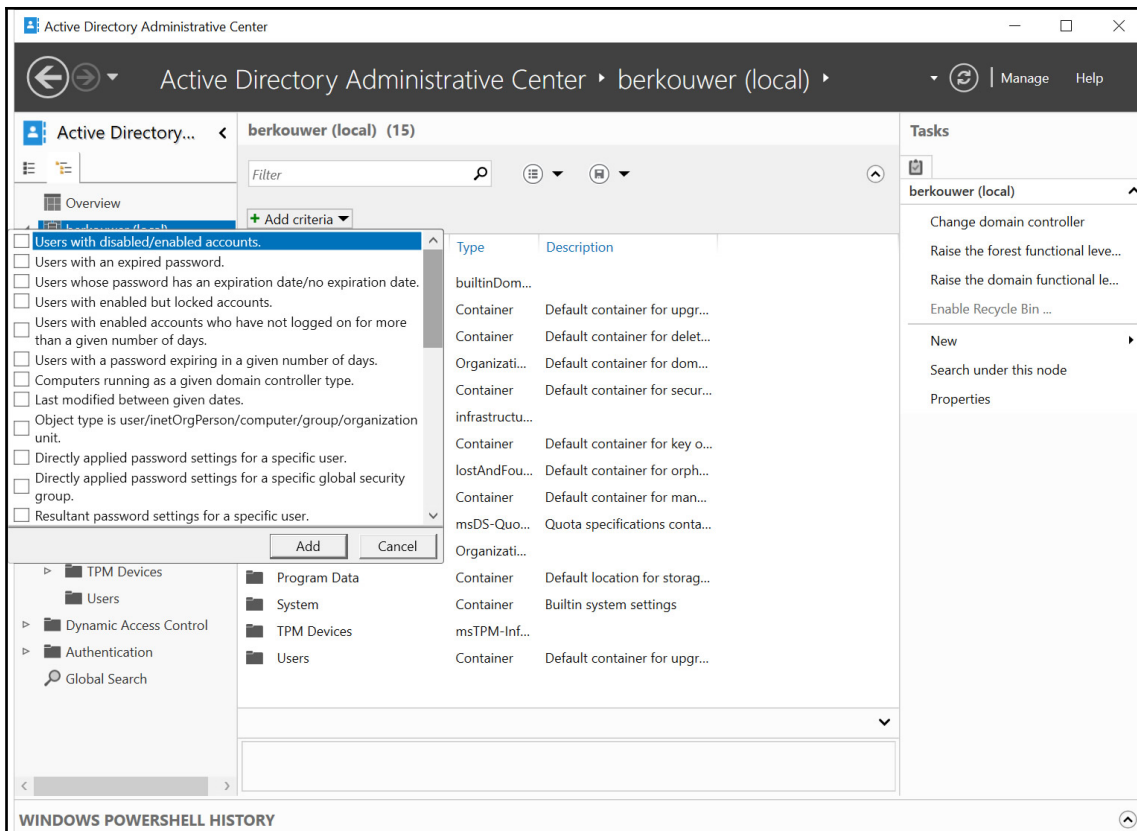 Active Directory Administrative Center
Active Directory Administrative Center • berkouwer (local) •
Manage Help
Active Directory...
berkouwer (local) (15)
Tasks
Filter
Overview
berkouwer (local)
+ Add criteria
Change domain controller
Raise the forest functional leve...
Raise the domain functional le...
Enable Recycle Bin ...
New
Search under this node
Properties
Users with disabled/enabled accounts.
Users with an expired password.
Users whose password has an expiration date/no expiration date.
Users with enabled but locked accounts.
Users with enabled accounts who have not logged on for more
than a given number of days.
Users with a password expiring in a given number of days.
Computers running as a given domain controller type.
Last modified between given dates.
Object type is user/inetOrgPerson/computer/group/organization
unit.
Directly applied password settings for a specific user.
Directly applied password settings for a specific global security
group.
Resultant password settings for a specific user.
Add Cancel
Type Description
builtinDom...
Container Default container for upgr...
Container Default container for delet...
Organizati... Default container for dom...
Container Default container for secur...
infrastructu...
Container Default container for key o...
lostAndFou... Default container for orph...
Container Default container for man...
msDS-Quo... Quota specifications conta...
Organizati...
Program Data Container Default location for storag...
System Container Builtin system settings
TPM Devices msTPM-Inf...
Users Container Default container for upgr...
TPM Devices
Users
Dynamic Access Control
Authentication
Global Search
WINDOWS POWERSHELL HISTORY